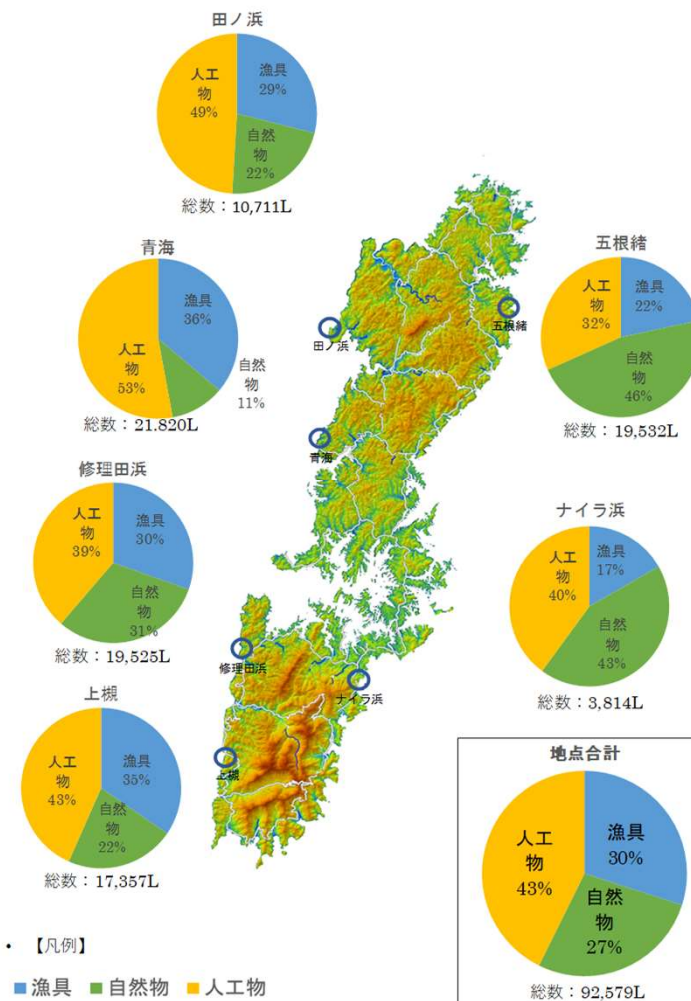 田ノ浜
人工
物
49%
漁具
29%
自然
物
22%
総数：10,711L
青海
漁具
36%
人工
物
53%
自然
物
11%
総数：21.820L
五根緒
人工
物
32%
漁具
22%
自然
物
46%
総数：19,532L
田ノ浜
五根緒
青海
修理田浜
人工
物
39%
漁具
30%
自然
物
31%
総数：19,525L
ナイラ浜
人工
物
40%
漁具
17%
自然
物
43%
総数：3,814L
修理田浜
ナイラ浜
上槻
上槻
人工
物
43%
漁具
35%
自然
物
22%
総数：17,357L
地点合計
人工
物
43%
漁具
30%
自然
物
27%
総数：92,579L
• 【凡例】
漁具 自然物 人工物